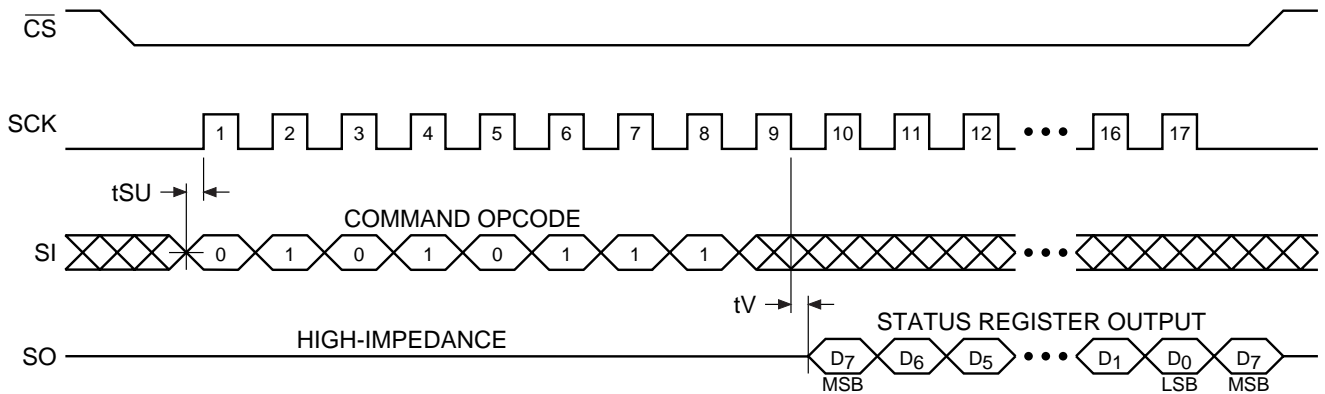 CS
SCK 1 2 3 4 5 6 7 8 9 10 11 12 ••• 16 17
tSU
COMMAND OPCODE
SI 0 1 0 1 0 1 1 1 •••
tV
HIGH-IMPEDANCE STATUS REGISTER OUTPUT
SO D7 D6 D5 ••• D1 D0 D7
MSB LSB MSB